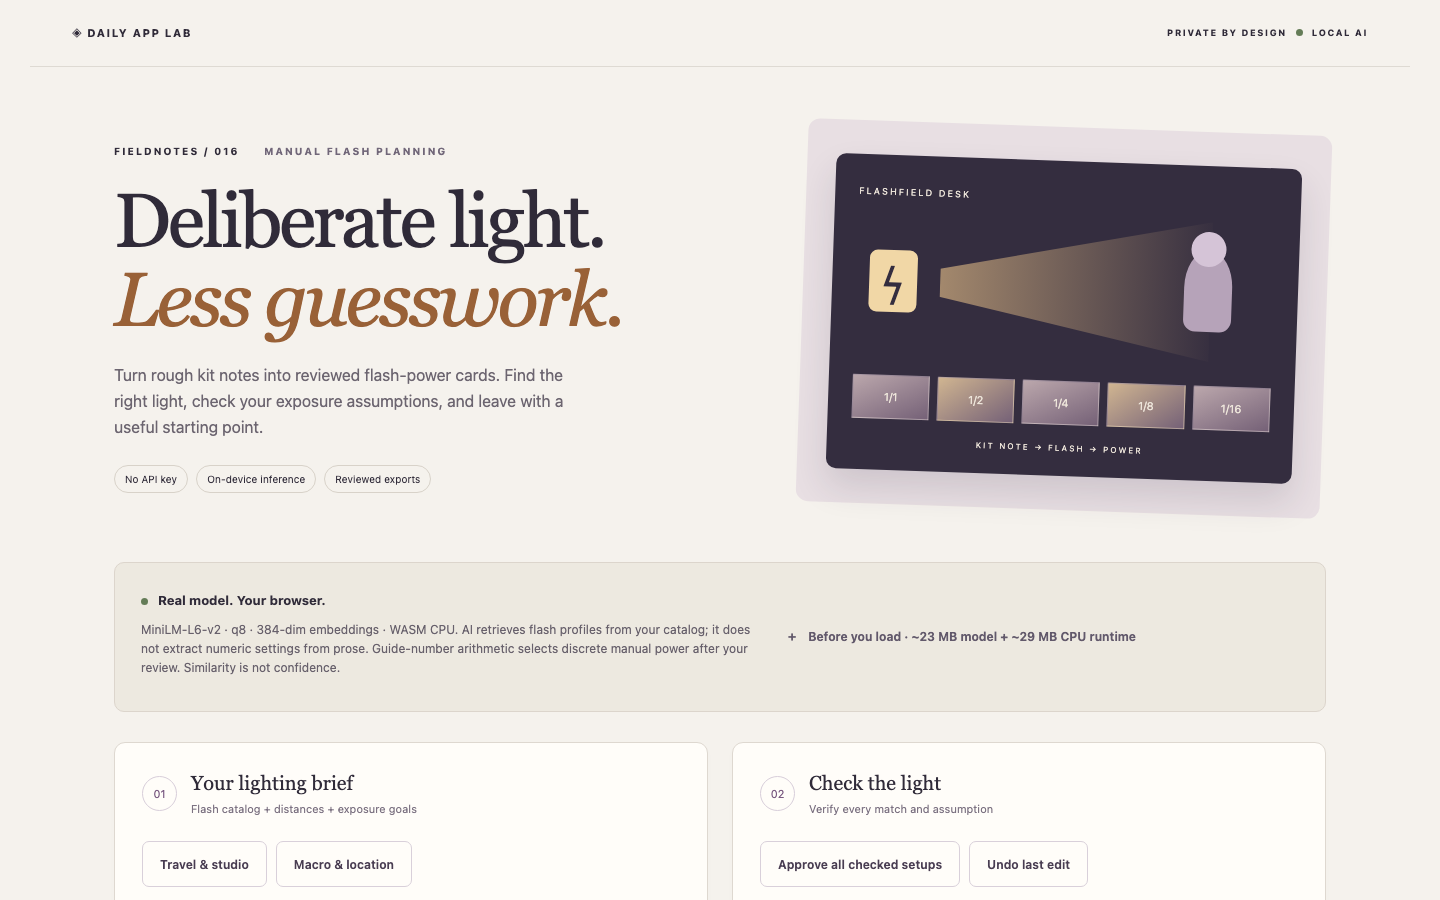 ◈ DAILY APP LAB
PRIVATE BY DESIGN ● LOCAL AI
FIELDNOTES / 016 MANUAL FLASH PLANNING
Deliberate light.
Less guesswork.
Turn rough kit notes into reviewed flash-power cards. Find the
right light, check your exposure assumptions, and leave with a
useful starting point.
No API key
On-device inference
Reviewed exports
FLASHFIELD DESK
1/1
1/2
1/4
1/8
1/16
KIT NOTE → FLASH → POWER
Real model. Your browser.
MiniLM-L6-v2 · q8 · 384-dim embeddings · WASM CPU. AI retrieves flash profiles from your catalog; it does
not extract numeric settings from prose. Guide-number arithmetic selects discrete manual power after your
review. Similarity is not confidence.
+ Before you load · ~23 MB model + ~29 MB CPU runtime
01
Your lighting brief
Flash catalog + distances + exposure goals
Travel & studio
Macro & location
02
Check the light
Verify every match and assumption
Approve all checked setups
Undo last edit